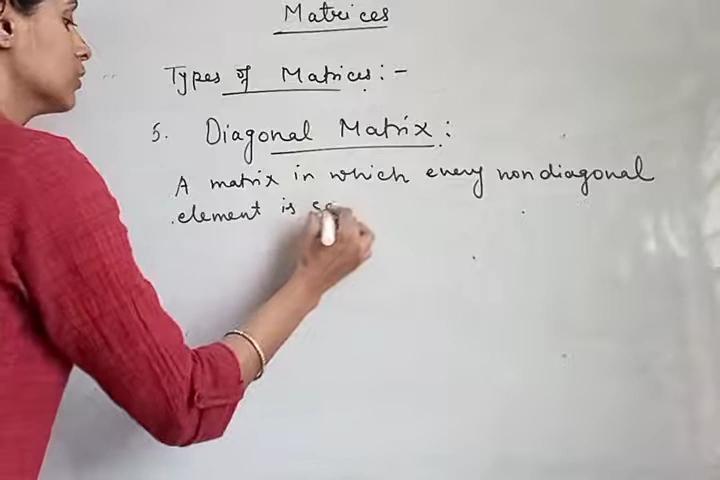 Matrices
Types of Matrices:-
5. Diagonal Matrix:
A matrix in which every nondiagonal
element is